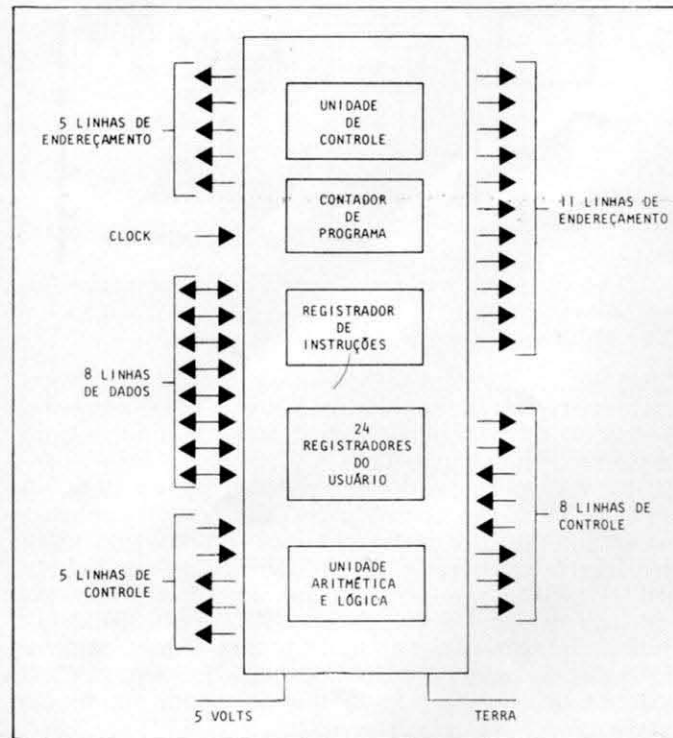 5 LINHAS DE
ENDEREÇAMENTO
CLOCK
8 LINHAS
DE DADOS
5 LINHAS DE
CONTROLE
UNIDADE
DE
CONTROLE
CONTADOR
DE
PROGRAMA
REGISTRADOR
DE
INSTRUÇÕES
24
REGISTRADORES
DO
USUÁRIO
UNIDADE
ARITMÉTICA
E LÓGICA
11 LINHAS DE
ENDEREÇAMENTO
8 LINHAS DE
CONTROLE
5 VOLTS
TERRA